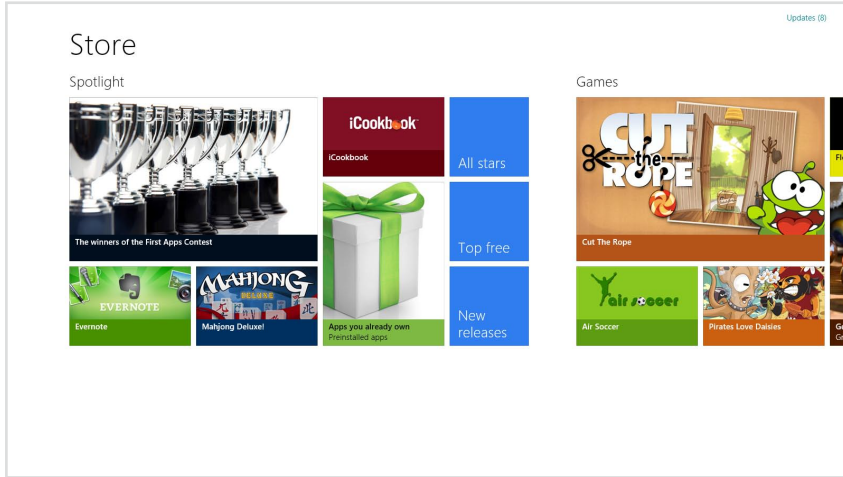 Updates (8)
Store
Spotlight
Games
The winners of the First Apps Contest
iCookbook
iCookbook
All stars
Top free
New
releases
EVERNOTE
Evernote
MAHJONG
DELUXE
Mahjong Deluxe!
Apps you already own
Preinstalled apps
CUT
the
ROPE
Cut The Rope
air soccer
Air Soccer
Pirates Love Daisies